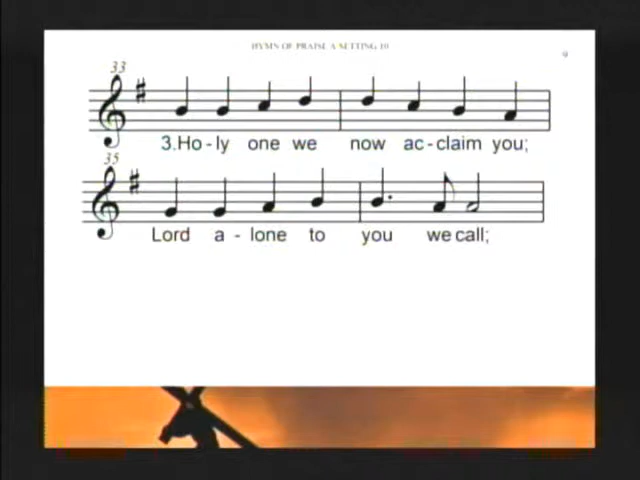 HYMN OF PRAISE A SETTING 10
9
33
3.Ho - ly one we now ac - claim you;
35
Lord a - lone to you we call;